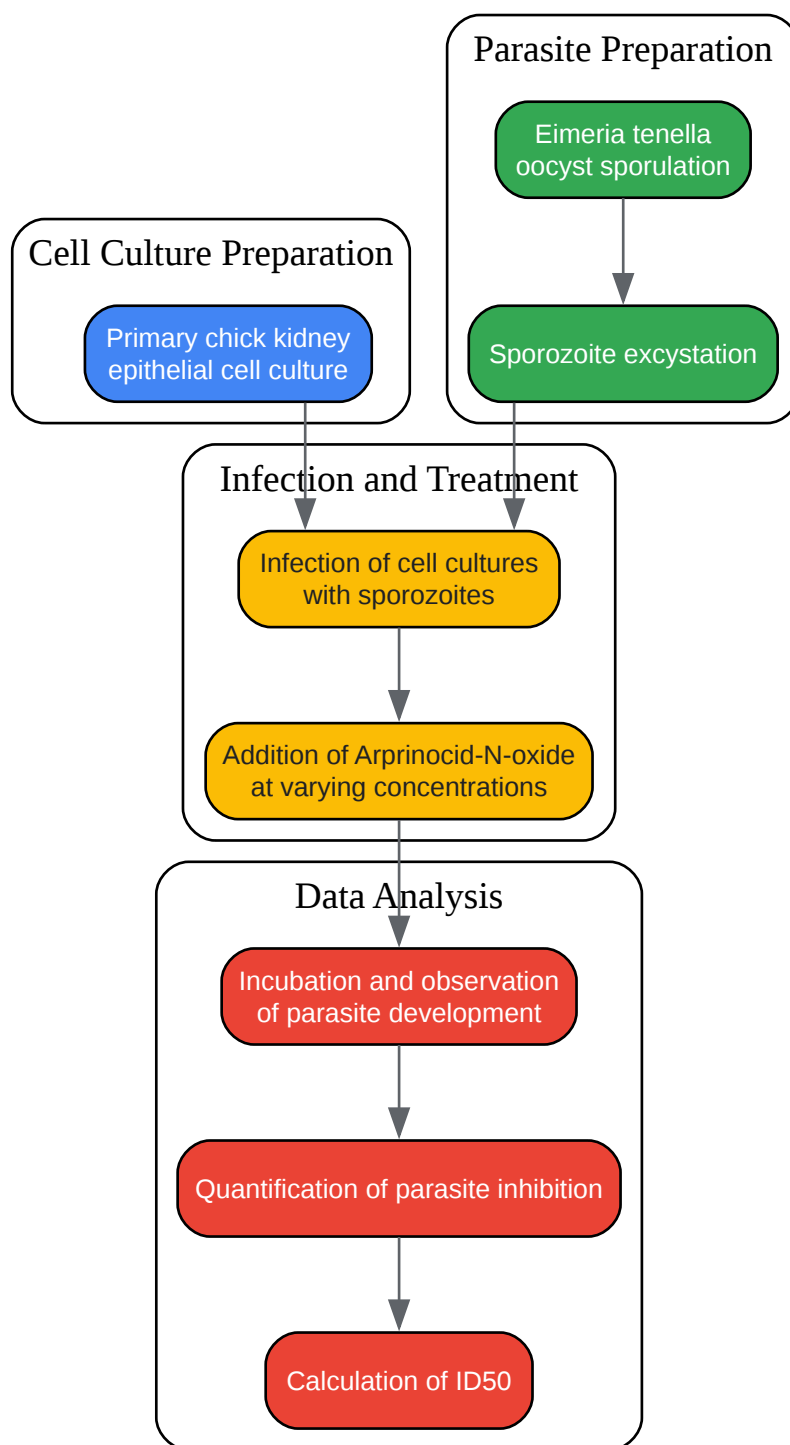 Parasite Preparation
Eimeria tenella
oocyst sporulation
Cell Culture Preparation
Primary chick kidney
epithelial cell culture
Sporozoite excystation
Infection and Treatment
Infection of cell cultures
with sporozoites
Addition of Arprinocid-N-oxide
at varying concentrations
Data Analysis
Incubation and observation
of parasite development
Quantification of parasite inhibition
Calculation of ID50